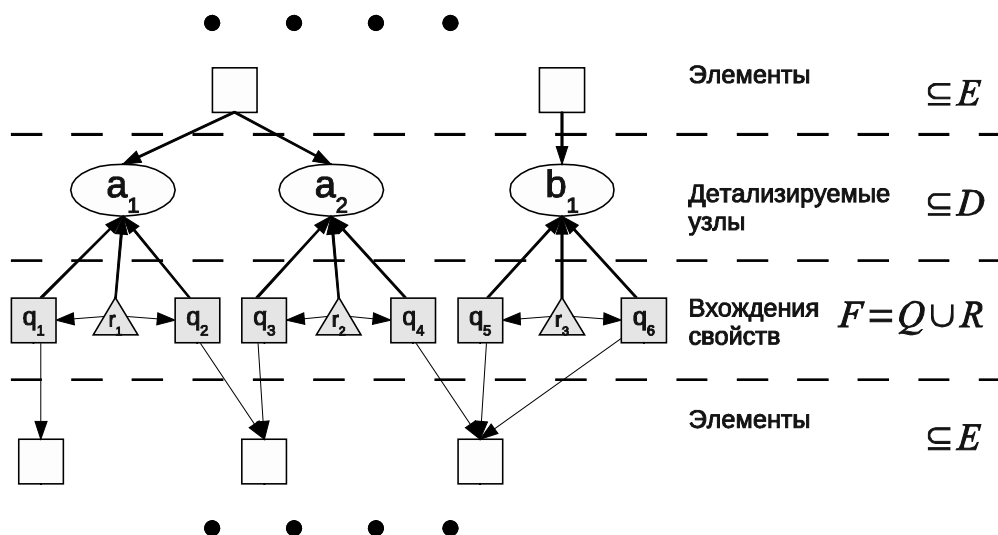 Элементы
⊆E
a1 a2 b1
Детализируемые
узлы
⊆D
q1 r1 q2 q3 r2 q4 q5 r3 q6
Вхождения
свойств
F=Q∪R
Элементы
⊆E